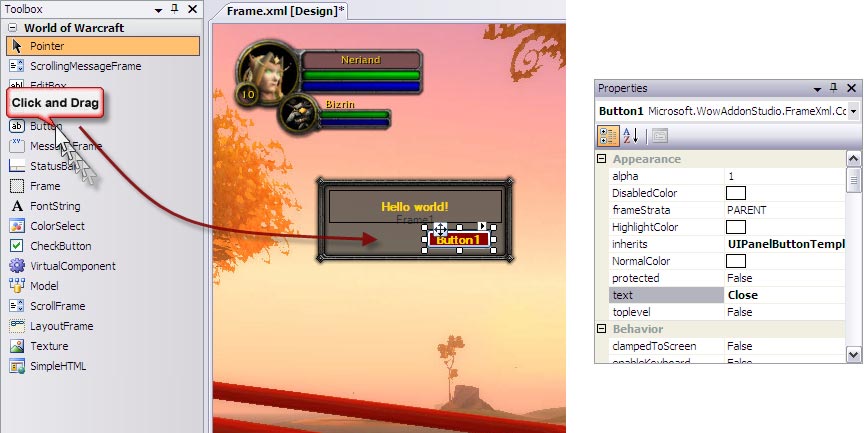 Toolbox
World of Warcraft
Pointer
ScrollingMessageFrame
EditBox
Click and Drag
Button
MessageFrame
StatusBar
Frame
FontString
ColorSelect
CheckButton
VirtualComponent
Model
ScrollFrame
LayoutFrame
Texture
SimpleHTML
Frame.xml [Design]*
Neriand
10
Bizrin
Hello world!
Frame1
Button1
Properties
Button1 Microsoft.WowAddonStudio.FrameXml.Cc
Appearance
alpha 1
DisabledColor
frameStrata PARENT
HighlightColor
inherits UIPanelButtonTempl
NormalColor
protected False
text Close
toplevel False
Behavior
clampedToScreen False
enableKeyboard False